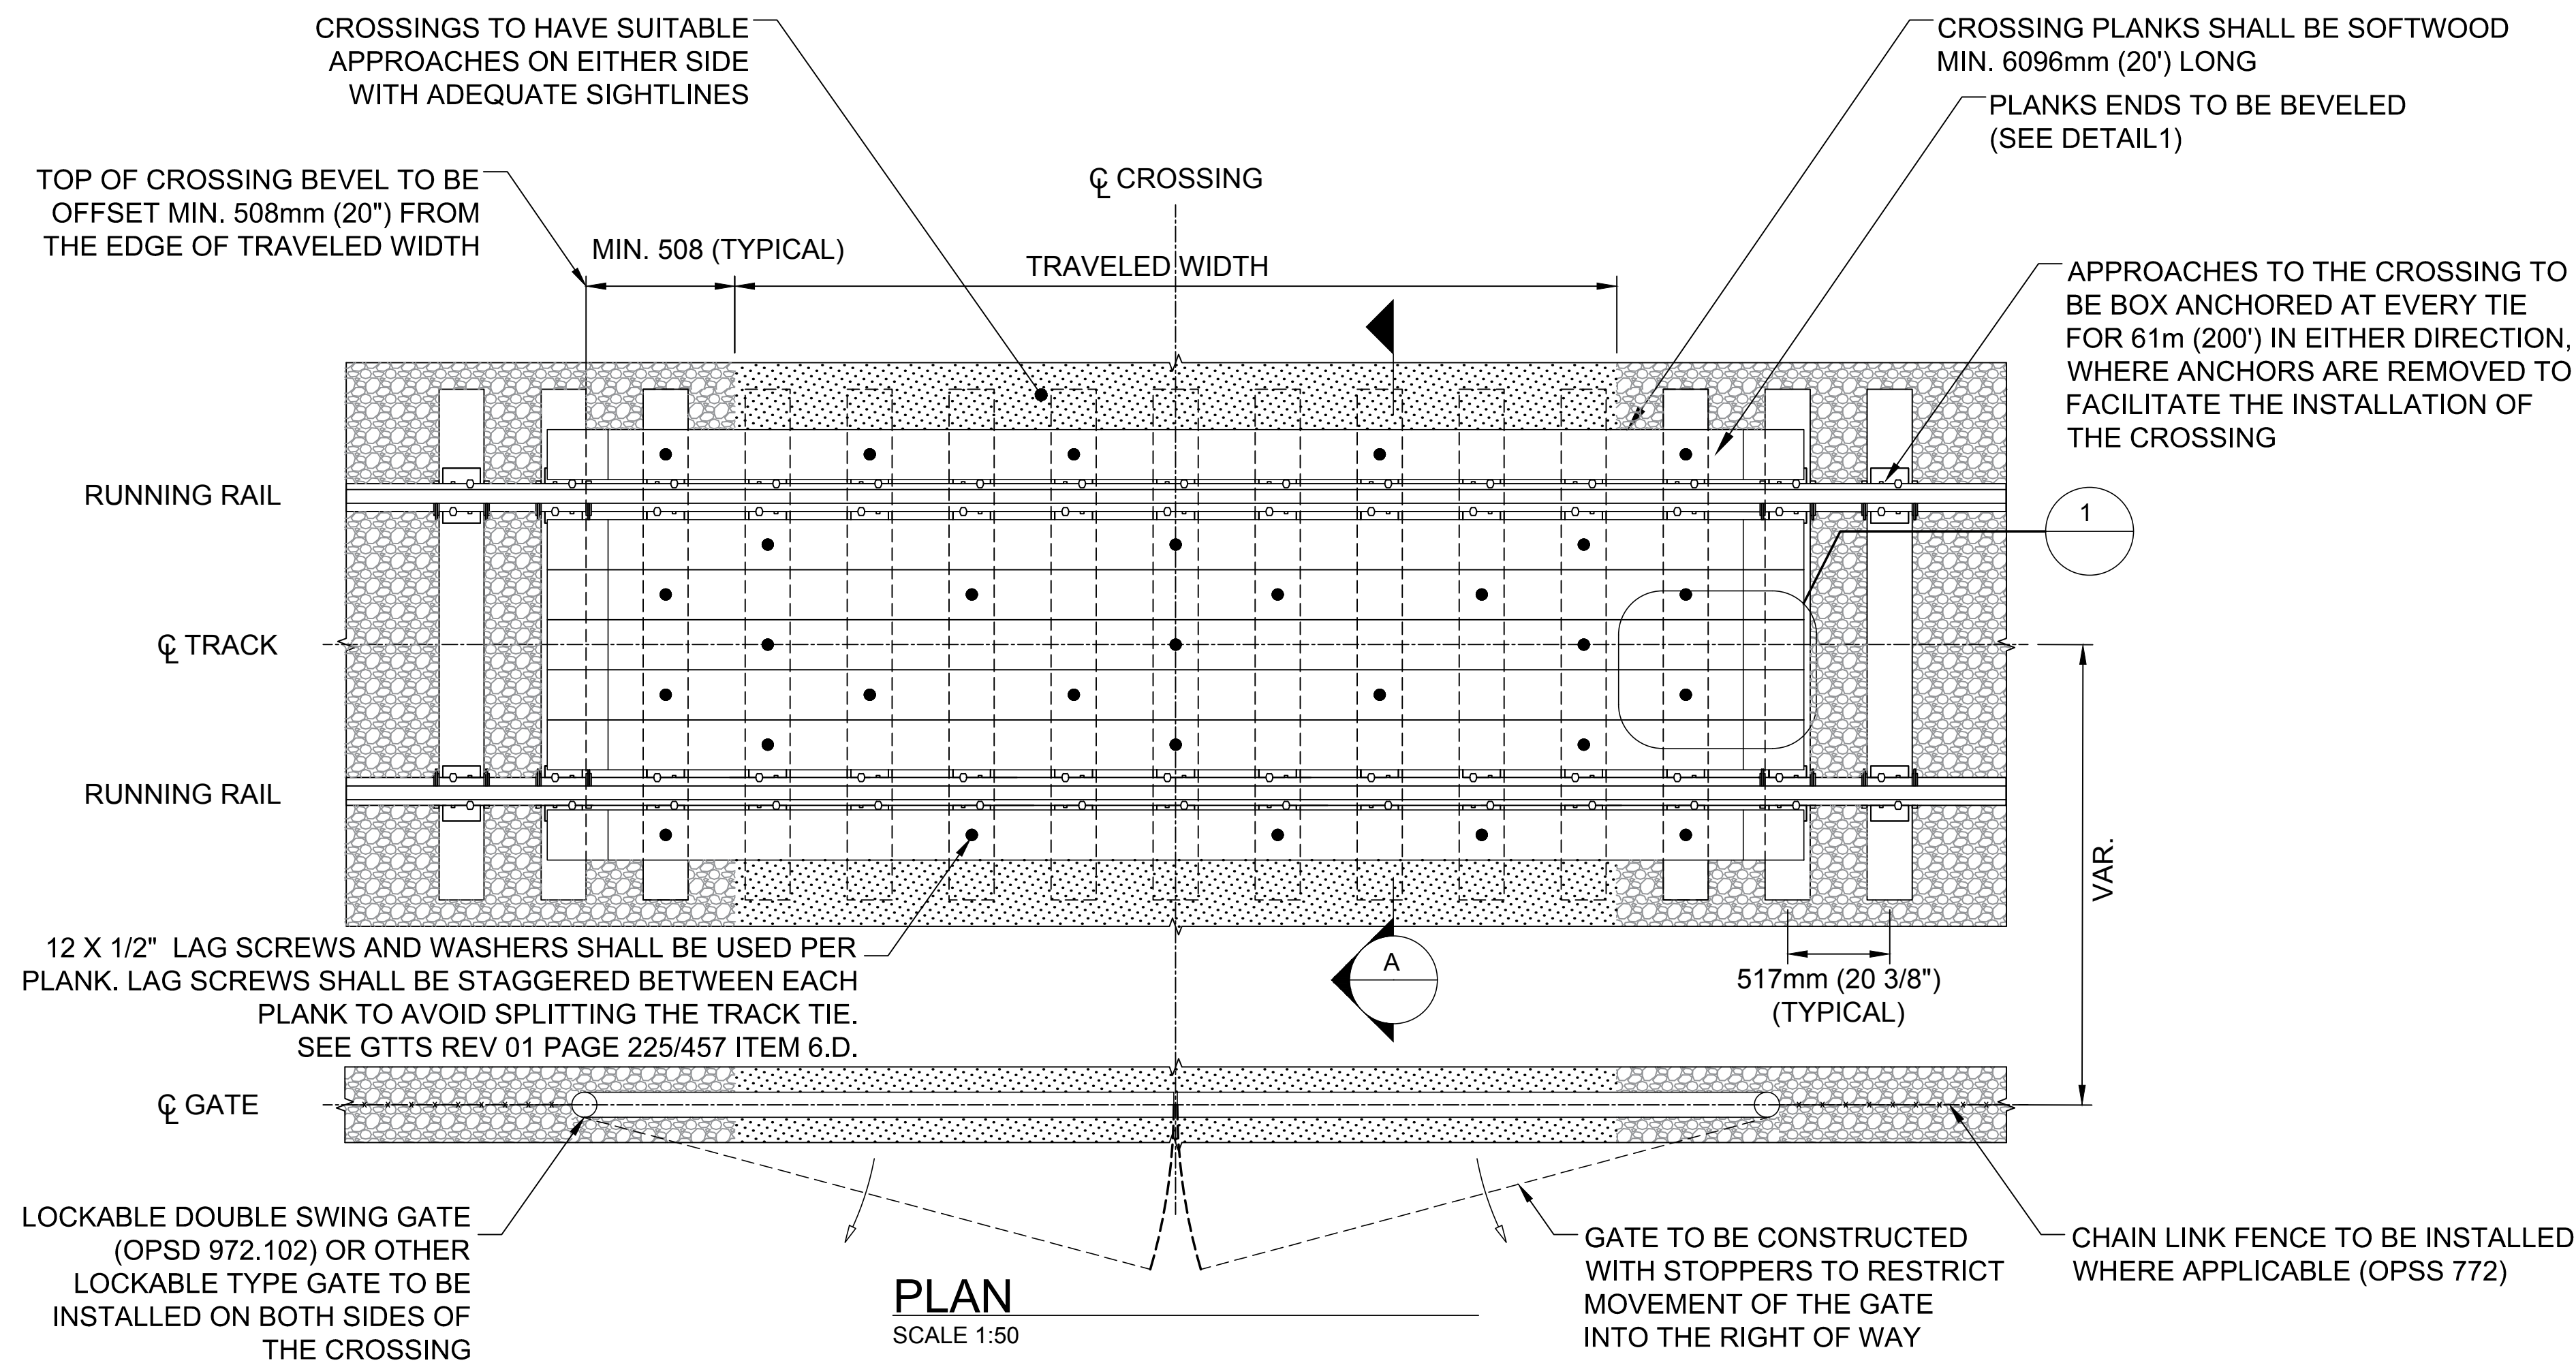 CROSSINGS TO HAVE SUITABLE
APPROACHES ON EITHER SIDE
WITH ADEQUATE SIGHTLINES
CROSSING PLANKS SHALL BE SOFTWOOD
MIN. 6096mm (20') LONG
PLANKS ENDS TO BE BEVELED
(SEE DETAIL1)
TOP OF CROSSING BEVEL TO BE
OFFSET MIN. 508mm (20") FROM
THE EDGE OF TRAVELED WIDTH
℄ CROSSING
MIN. 508 (TYPICAL)
TRAVELED WIDTH
APPROACHES TO THE CROSSING TO
BE BOX ANCHORED AT EVERY TIE
FOR 61m (200') IN EITHER DIRECTION,
WHERE ANCHORS ARE REMOVED TO
FACILITATE THE INSTALLATION OF
THE CROSSING
RUNNING RAIL
1
℄ TRACK
RUNNING RAIL
VAR.
12 X 1/2" LAG SCREWS AND WASHERS SHALL BE USED PER
PLANK. LAG SCREWS SHALL BE STAGGERED BETWEEN EACH
PLANK TO AVOID SPLITTING THE TRACK TIE.
SEE GTTS REV 01 PAGE 225/457 ITEM 6.D.
A
517mm (20 3/8")
(TYPICAL)
℄ GATE
LOCKABLE DOUBLE SWING GATE
(OPSD 972.102) OR OTHER
LOCKABLE TYPE GATE TO BE
INSTALLED ON BOTH SIDES OF
THE CROSSING
GATE TO BE CONSTRUCTED
WITH STOPPERS TO RESTRICT
MOVEMENT OF THE GATE
INTO THE RIGHT OF WAY
CHAIN LINK FENCE TO BE INSTALLED
WHERE APPLICABLE (OPSS 772)
PLAN
SCALE 1:50